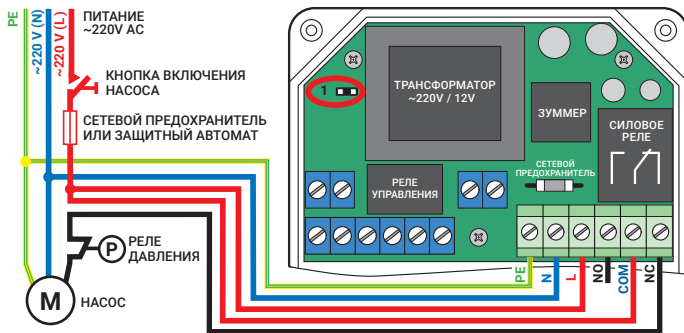 PE
~220 V (N)
~220 V (L)
ПИТАНИЕ
~220V AC
КНОПКА ВКЛЮЧЕНИЯ
НАСОСА
СЕТЕВОЙ ПРЕДОХРАНИТЕЛЬ
ИЛИ ЗАЩИТНЫЙ АВТОМАТ
P
РЕЛЕ
ДАВЛЕНИЯ
M
НАСОС
1
ТРАНСФОРМАТОР
~220V / 12V
ЗУММЕР
СИЛОВОЕ
РЕЛЕ
РЕЛЕ
УПРАВЛЕНИЯ
СЕТЕВОЙ
ПРЕДОХРАНИТЕЛЬ
PE
N
L
NO
COM
NC